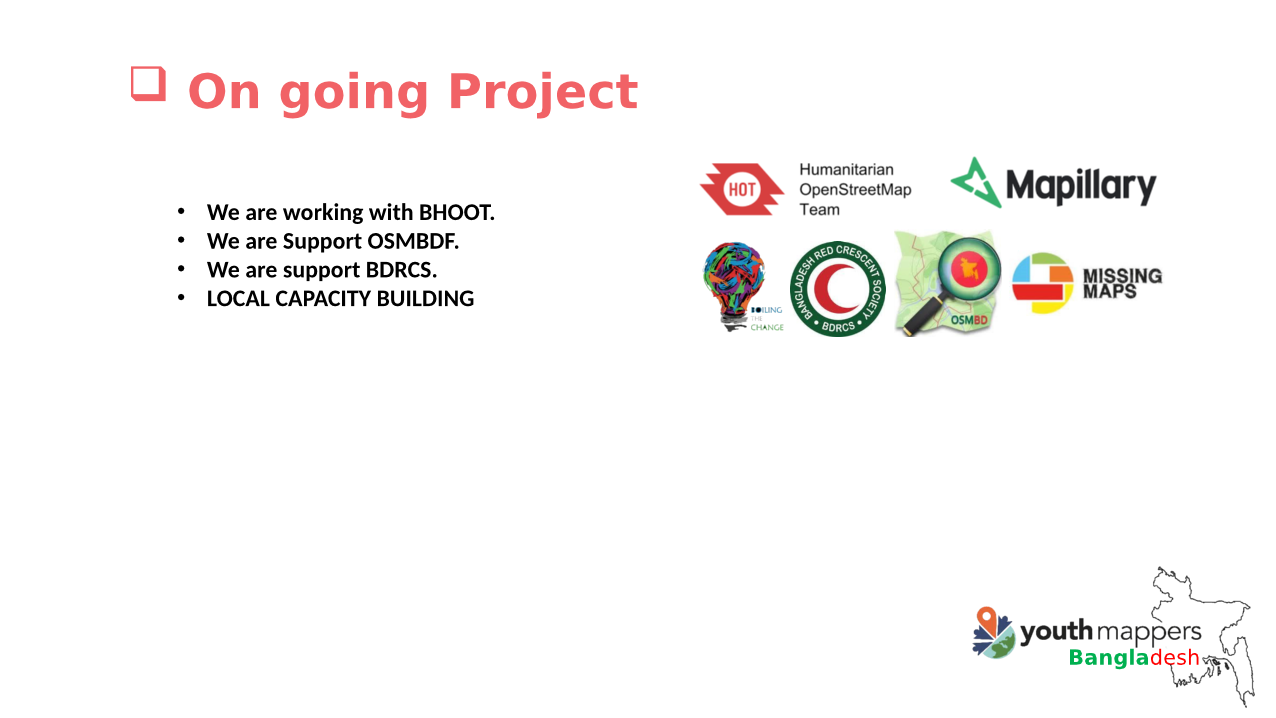 ❑ On going Project
• We are working with BHOOT.
• We are Support OSMBDF.
• We are support BDRCS.
• LOCAL CAPACITY BUILDING
HOT
Humanitarian
OpenStreetMap
Team
Mapillary
BOILING
THE
CHANGE
BANGLADESH RED CRESCENT SOCIETY
• BDRCS •
OSMBD
MISSING
MAPS
youthmappers
Bangladesh